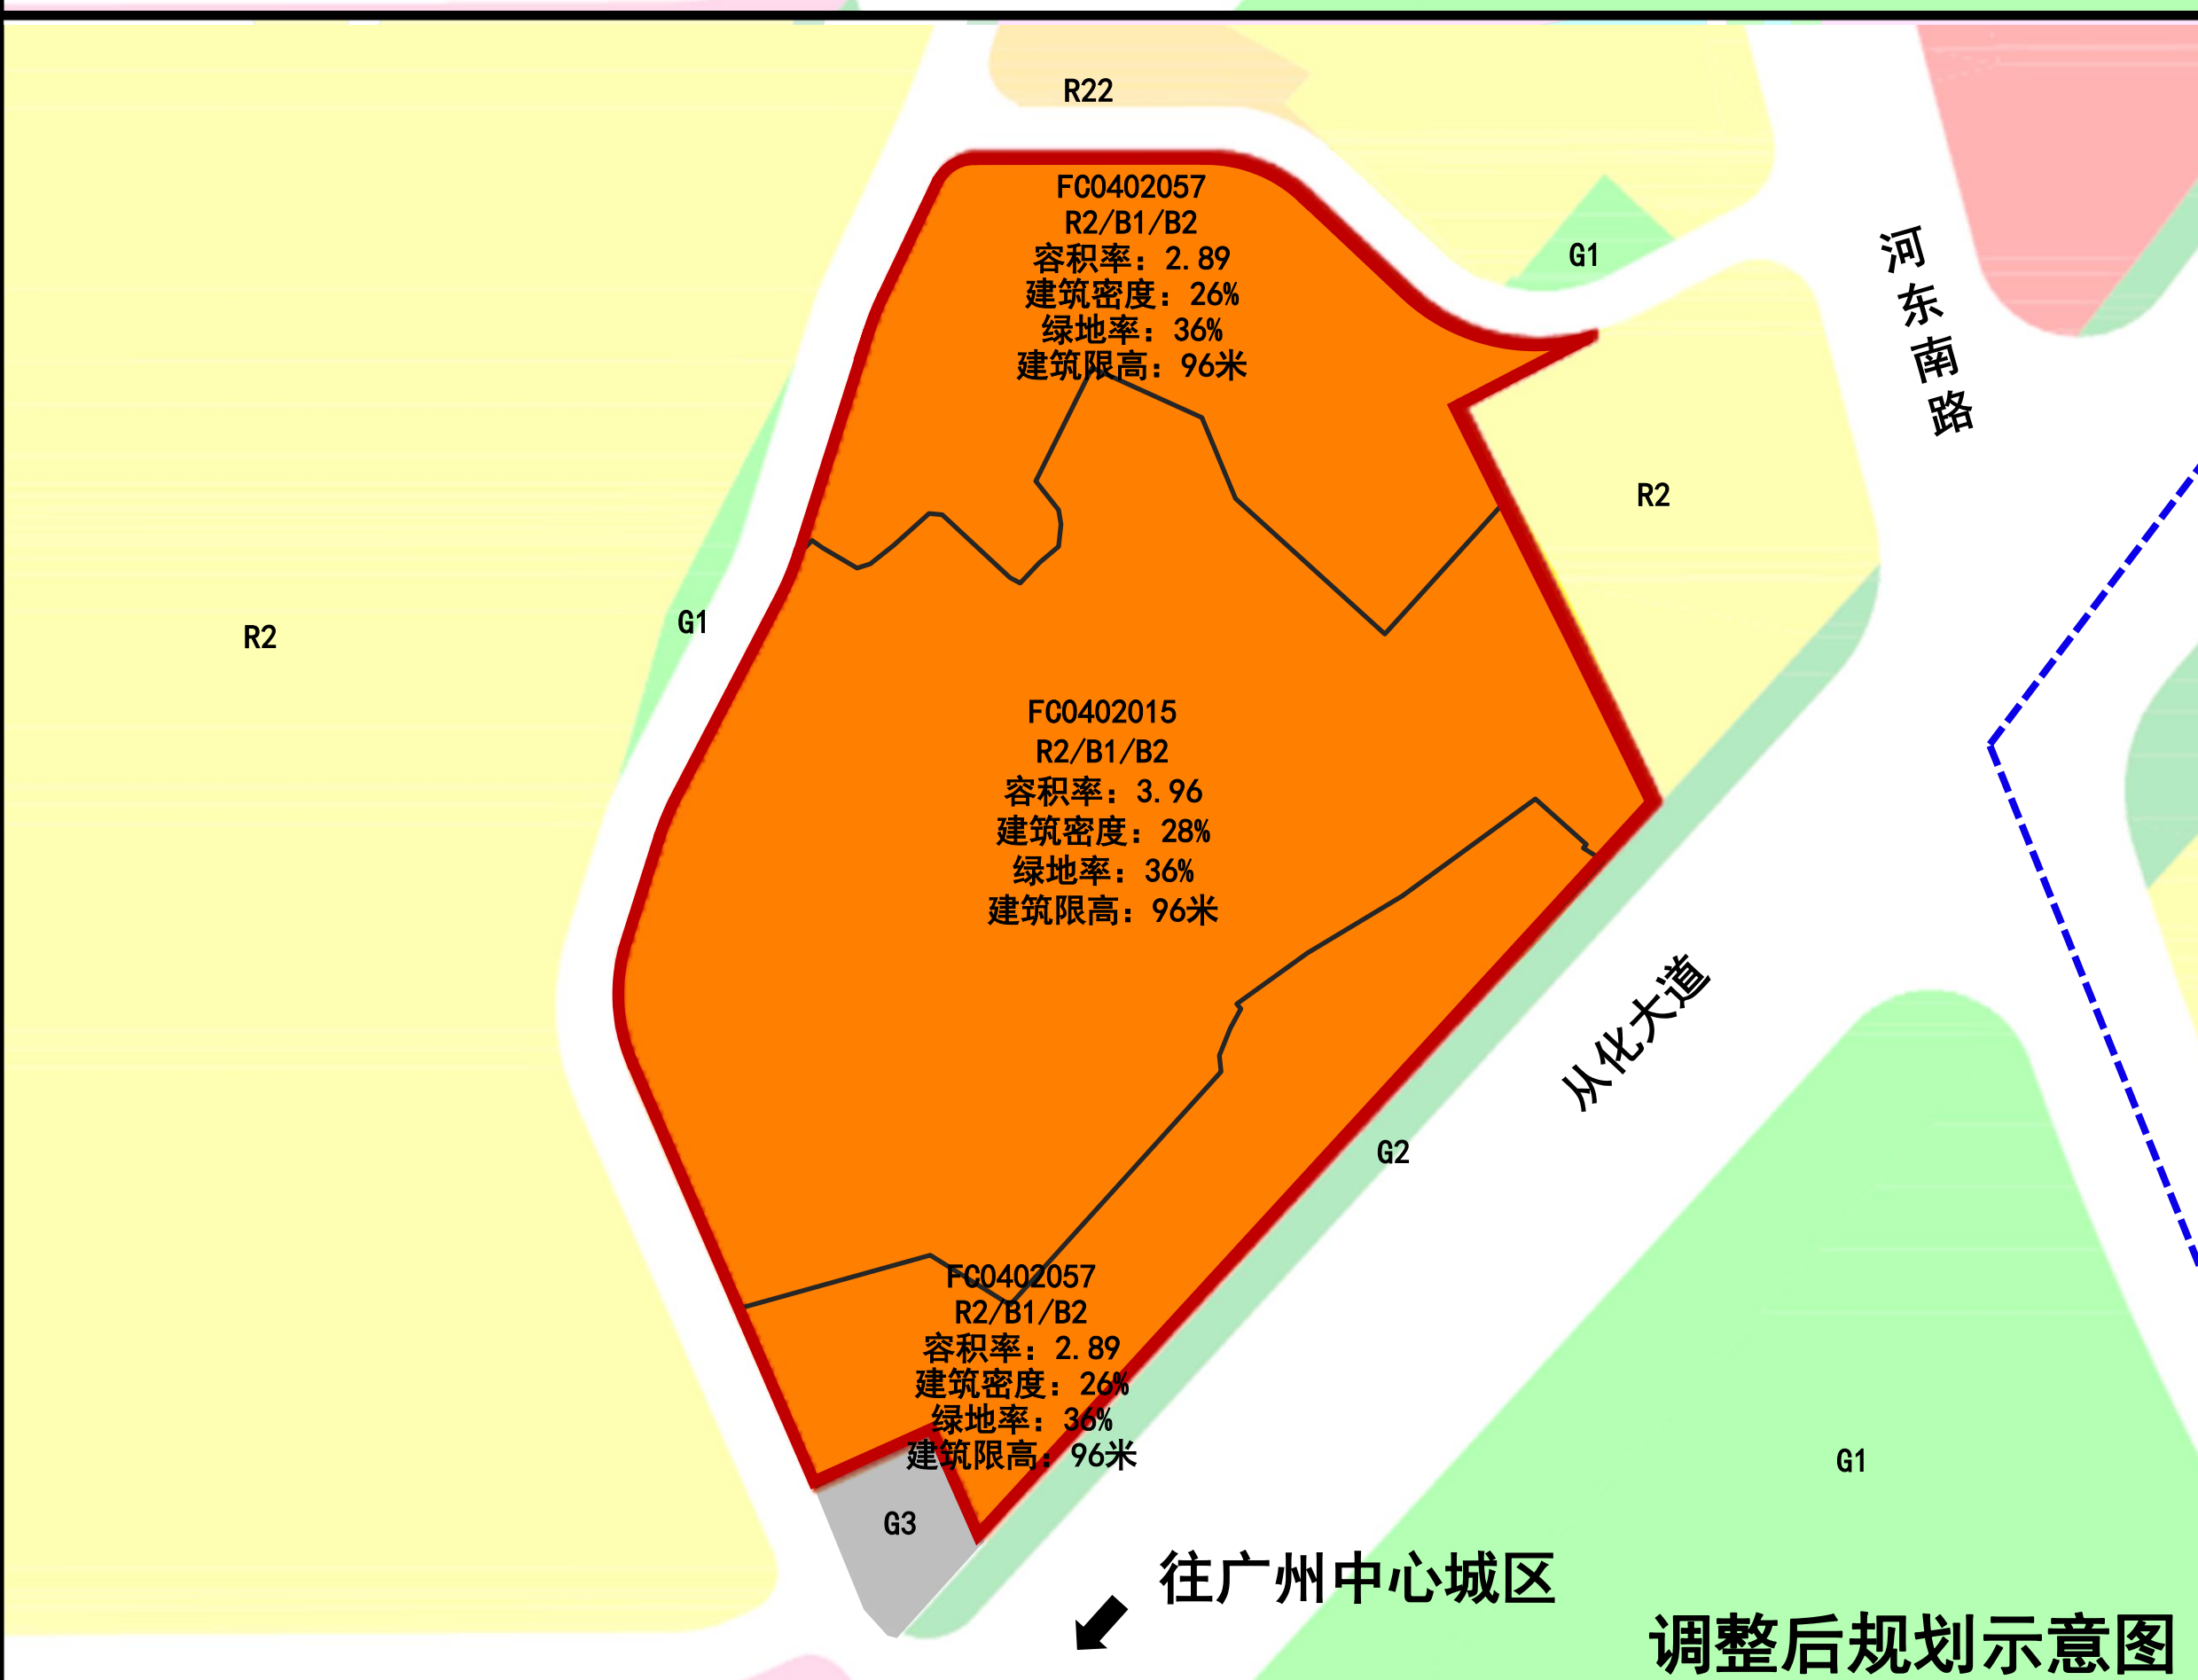 R22
FC0402057
R2/B1/B2
容积率：2.89
建筑密度：26%
绿地率：36%
建筑限高：96米
G1
河东南路
R2
G1
R2
FC0402015
R2/B1/B2
容积率：3.96
建筑密度：28%
绿地率：36%
建筑限高：96米
从化大道
G2
FC0402057
R2/B1/B2
容积率：2.89
建筑密度：26%
绿地率：36%
建筑限高：96米
G1
G3
往广州中心城区
调整后规划示意图